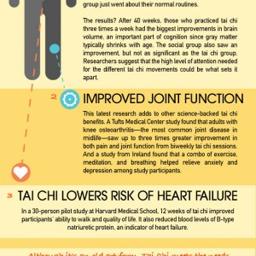 group just went about their normal routines.
The results? After 40 weeks, those who practiced tai chi
three times a week had the biggest improvements in brain
volume, an important part of cognition since gray matter
typically shrinks with age. The social group also saw an
improvement, but not as significant as the tai chi group.
Researchers suggest that the high level of attention needed
for the different tai chi movements could be what sets it
apart.
2 IMPROVED JOINT FUNCTION
This latest research adds to other science-backed tai chi
benefits. A Tufts Medical Center study found that adults with
knee osteoarthritis—the most common joint disease in
midlife—saw up to three times greater improvement in
both pain and joint function from biweekly tai chi sessions.
And a study from Ireland found that a combo of exercise,
meditation, and breathing helped relieve anxiety and
depression among study participants.
3 TAI CHI LOWERS RISK OF HEART FAILURE
In a 30-person pilot study at Harvard Medical School, 12 weeks of tai chi improved
participants' ability to walk and quality of life. It also reduced blood levels of B-type
natriuretic protein, an indicator of heart failure.